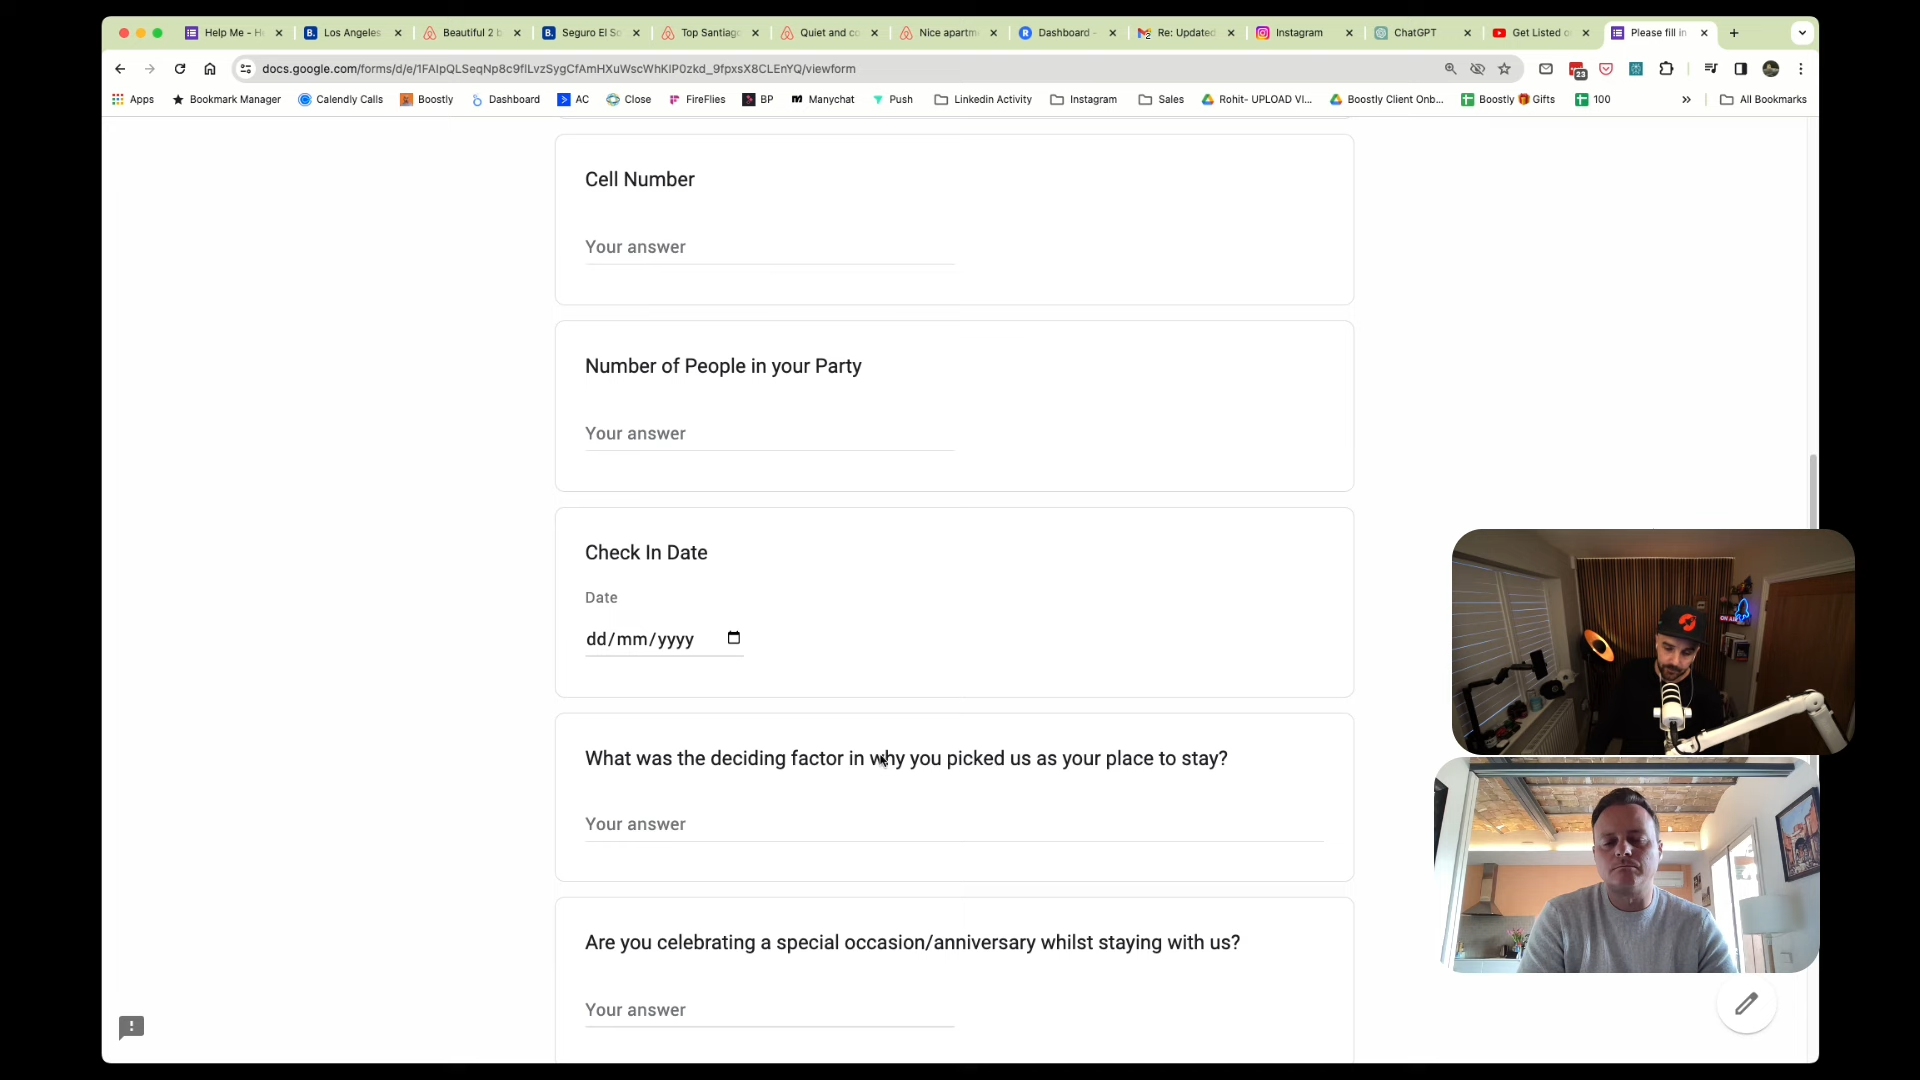 Help Me - H
Los Angeles
Beautiful 2 b
Seguro El So
Top Santiago
Quiet and co
Nice apartm
Dashboard -
Re: Updated
Instagram
ChatGPT
Get Listed o
Please fill in
docs.google.com/forms/d/e/1FAIpQLSeqNp8c9flLvzSygCfAmHXuWscWhKlP0zkd_9fpxsX8CLEnYQ/viewform
23
Apps
Bookmark Manager
Calendly Calls
Boostly
Dashboard
AC
Close
FireFlies
BP
Manychat
Push
Linkedin Activity
Instagram
Sales
Rohit- UPLOAD VI...
Boostly Client Onb...
Boostly 🎁 Gifts
100
»
All Bookmarks
Cell Number
Your answer
Number of People in your Party
Your answer
Check In Date
Date
dd/mm/yyyy
What was the deciding factor in why you picked us as your place to stay?
Your answer
Are you celebrating a special occasion/anniversary whilst staying with us?
Your answer